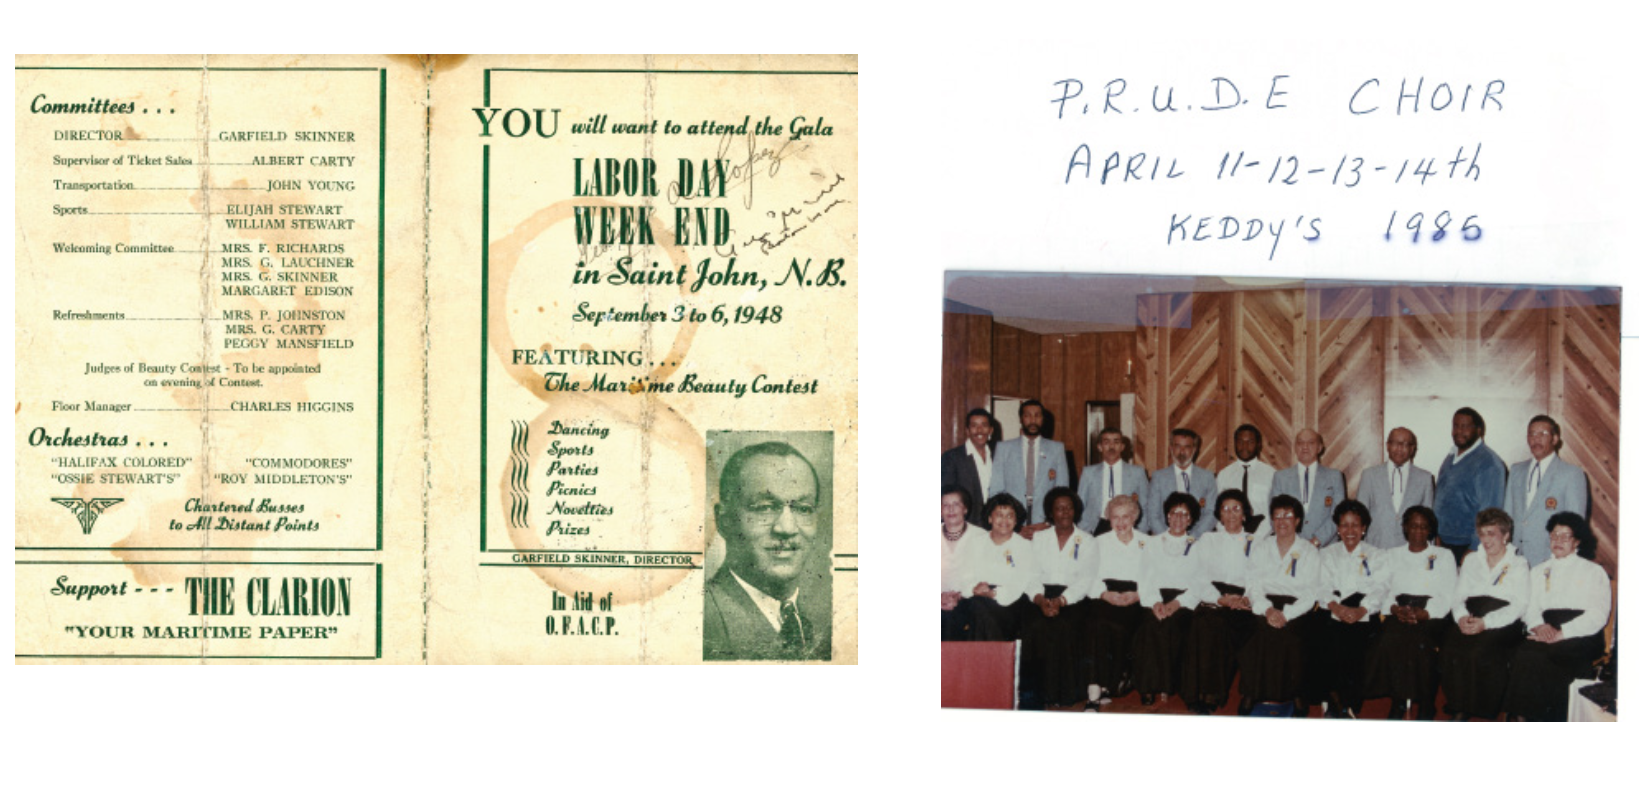 Committees . . .
DIRECTOR GARFIELD SKINNER
Supervisor of Ticket Sales ALBERT CARTY
Transportation JOHN YOUNG
Sports ELIJAH STEWART
WILLIAM STEWART
Welcoming Committee MRS. F. RICHARDS
MRS. G. LAUCHNER
MRS. G. SKINNER
MARGARET EDISON
Refreshments MRS. P. JOHNSTON
MRS. G. CARTY
PEGGY MANSFIELD
Judges of Beauty Contest - To be appointed
on evening of Contest.
Floor Manager CHARLES HIGGINS
Orchestras . . .
"HALIFAX COLORED" "COMMODORES"
"OSSIE STEWART'S" "ROY MIDDLETON'S"
Chartered Busses
to All Distant Points
Support - - - THE CLARION
"YOUR MARITIME PAPER"
YOU will want to attend the Gala
LABOR DAY
WEEK END
in Saint John, N.B.
September 3 to 6, 1948
FEATURING . . .
The Maritime Beauty Contest
Dancing
Sports
Parties
Picnics
Novelties
Prizes
GARFIELD SKINNER, DIRECTOR
In Aid of
O.F.A.C.P.
Lopez
P.R.U.D.E CHOIR
APRIL 11-12-13-14th
KEDDY'S 1985